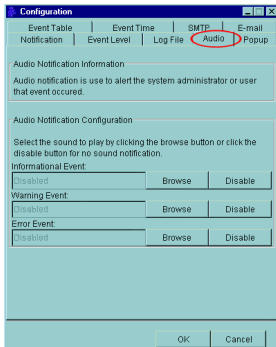 Configuration
Event Table Event Time SMTP E-mail
Notification Event Level Log File Audio Popup
Audio Notification Information
Audio notification is use to alert the system administrator or user
that event occured.
Audio Notification Configuration
Select the sound to play by clicking the browse button or click the
disable button for no sound notification.
Informational Event:
Disabled Browse Disable
Warning Event:
Disabled Browse Disable
Error Event:
Disabled Browse Disable
OK Cancel